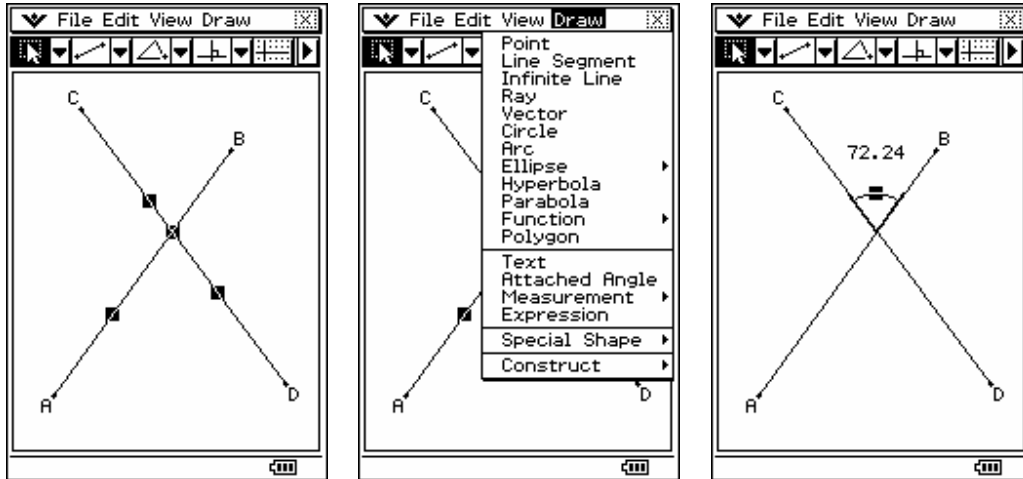 File Edit View Draw
C
B
A
D
File Edit View Draw
Point
Line Segment
Infinite Line
Ray
Vector
Circle
Arc
Ellipse
Hyperbola
Parabola
Function
Polygon
Text
Attached Angle
Measurement
Expression
Special Shape
Construct
C
A
D
File Edit View Draw
C
B
72.24
A
D